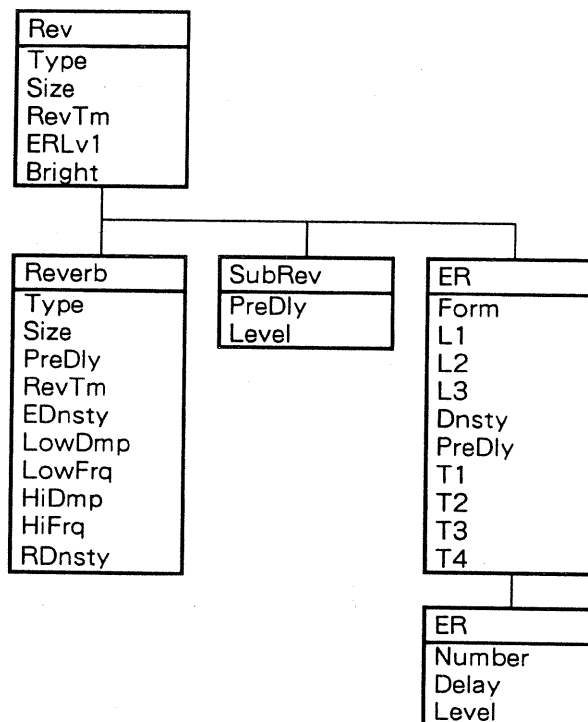 Rev
Type
Size
RevTm
ERLv1
Bright
Reverb
Type
Size
PreDly
RevTm
EDnsty
LowDmp
LowFrq
HiDmp
HiFrq
RDnsty
SubRev
PreDly
Level
ER
Form
L1
L2
L3
Dnsty
PreDly
T1
T2
T3
T4
ER
Number
Delay
Level